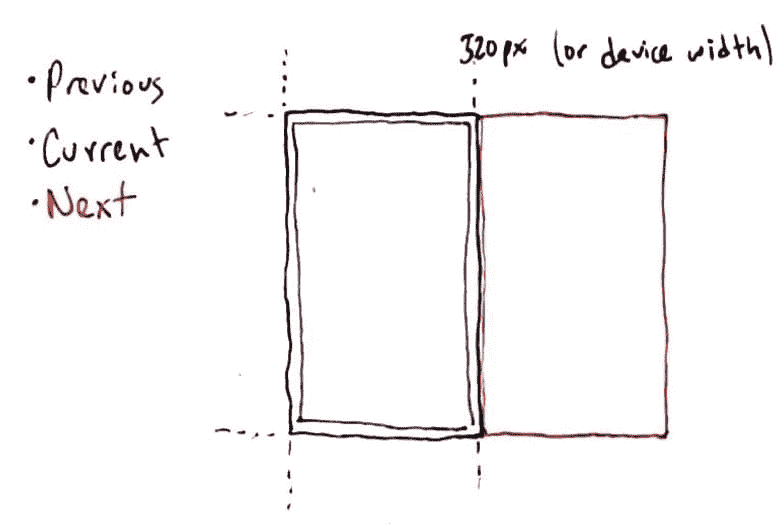 320px (or device width)
• Previous
• Current
• Next